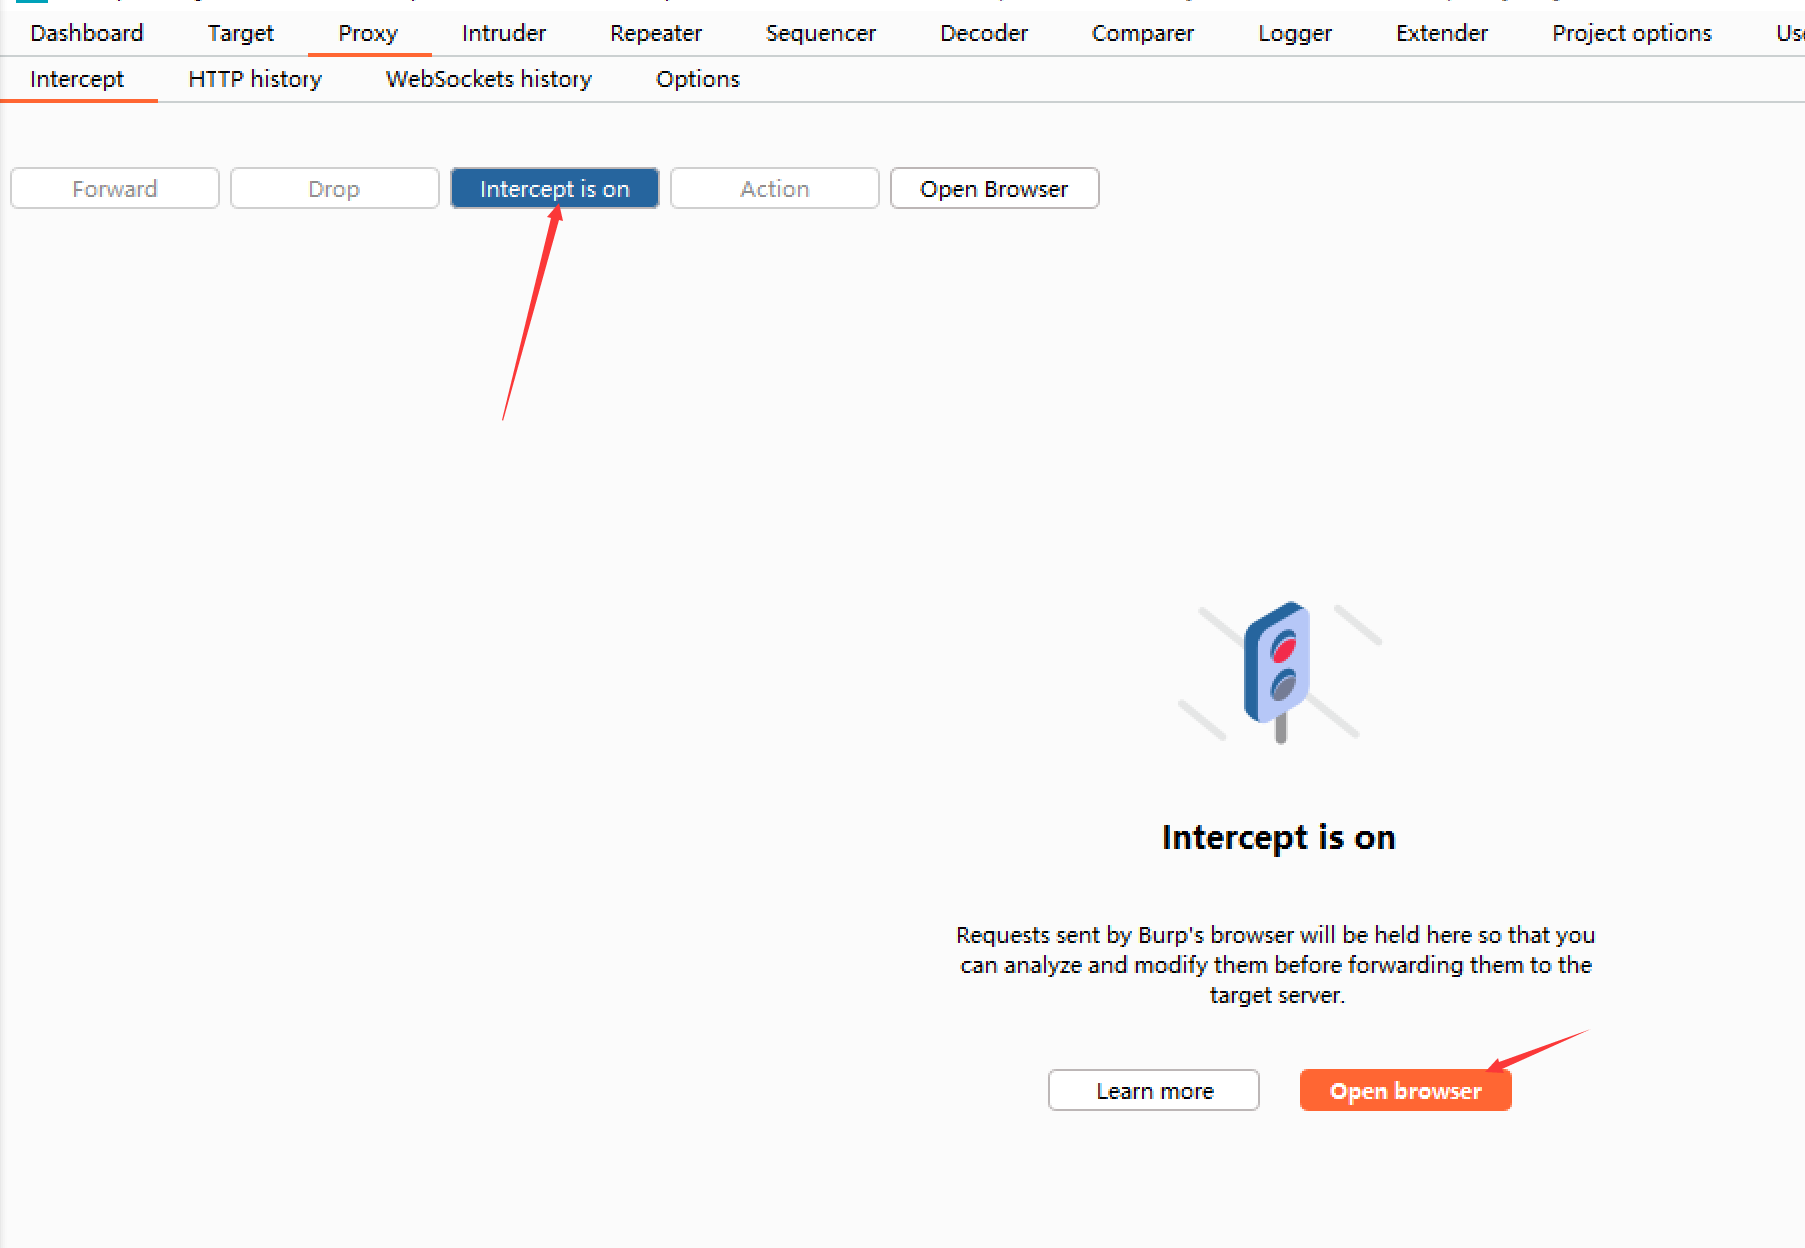 Dashboard Target Proxy Intruder Repeater Sequencer Decoder Comparer Logger Extender Project options
Intercept HTTP history WebSockets history Options
Forward Drop Intercept is on Action Open Browser
Intercept is on
Requests sent by Burp's browser will be held here so that you
can analyze and modify them before forwarding them to the
target server.
Learn more Open browser